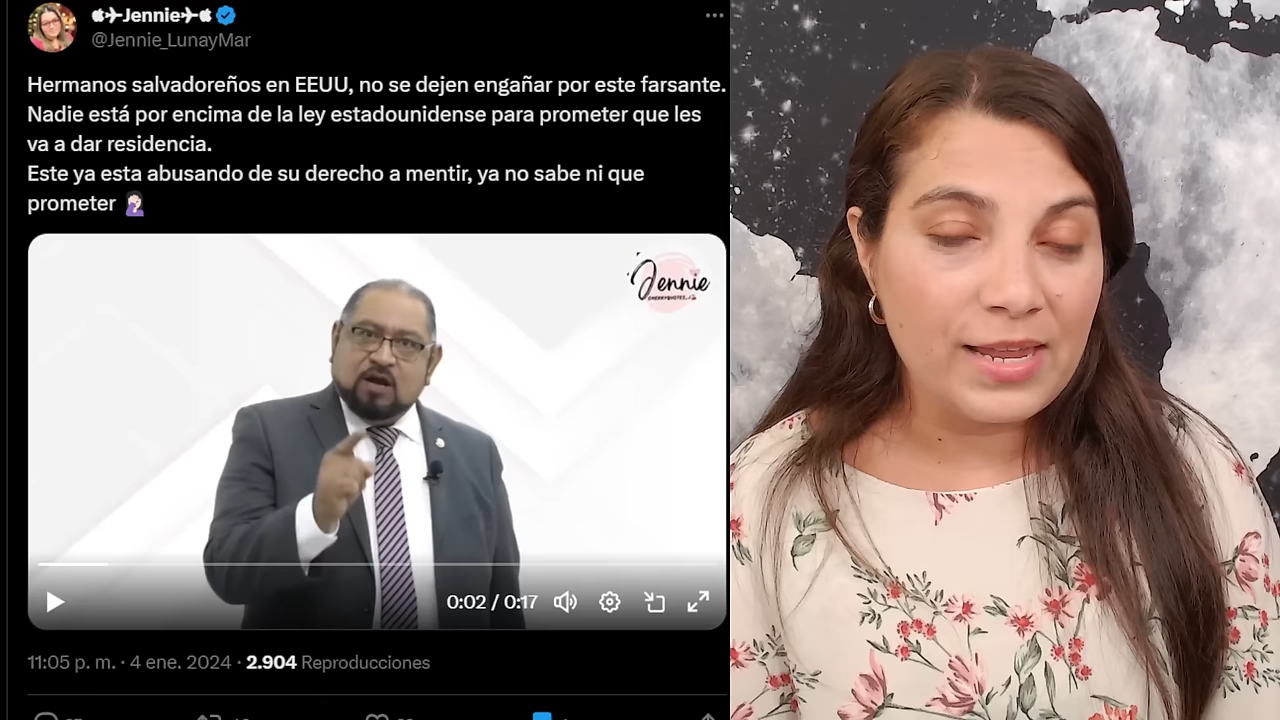 Jennie
@Jennie_LunayMar
Hermanos salvadoreños en EEUU, no se dejen engañar por este farsante.
Nadie está por encima de la ley estadounidense para prometer que les
va a dar residencia.
Este ya esta abusando de su derecho a mentir, ya no sabe ni que
prometer
Jennie
0:02 / 0:17
11:05 p. m. · 4 ene. 2024 · 2.904 Reproducciones